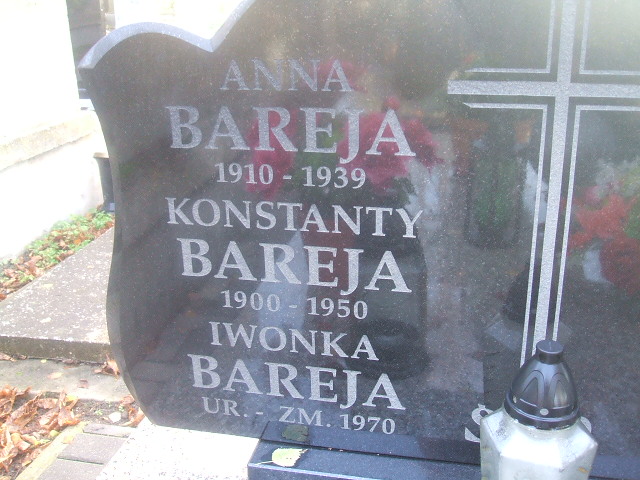 ANNA
BAREJA
1910 - 1939
KONSTANTY
BAREJA
1900 - 1950
IWONKA
BAREJA
UR. - ZM. 1970